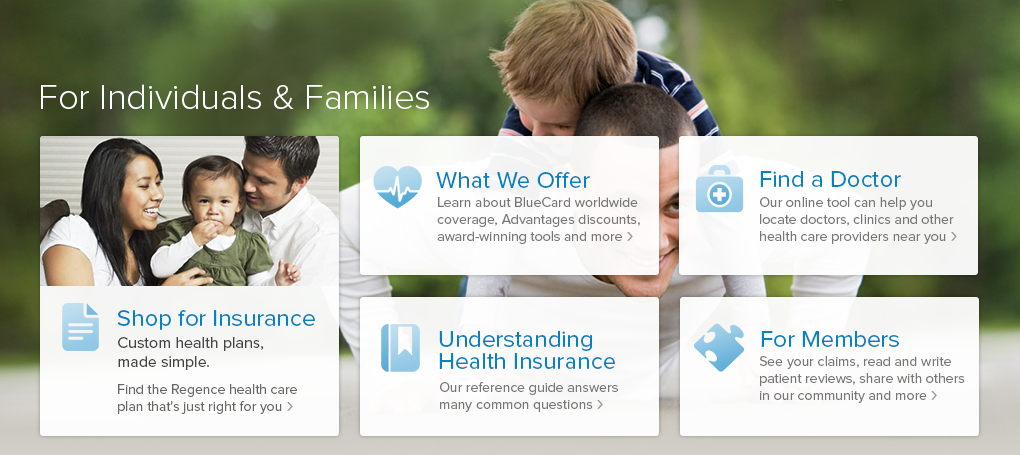 For Individuals & Families
Shop for Insurance
Custom health plans,
made simple.
Find the Regence health care
plan that's just right for you >
What We Offer
Learn about BlueCard worldwide
coverage, Advantages discounts,
award-winning tools and more >
Find a Doctor
Our online tool can help you
locate doctors, clinics and other
health care providers near you >
Understanding
Health Insurance
Our reference guide answers
many common questions >
For Members
See your claims, read and write
patient reviews, share with others
in our community and more >